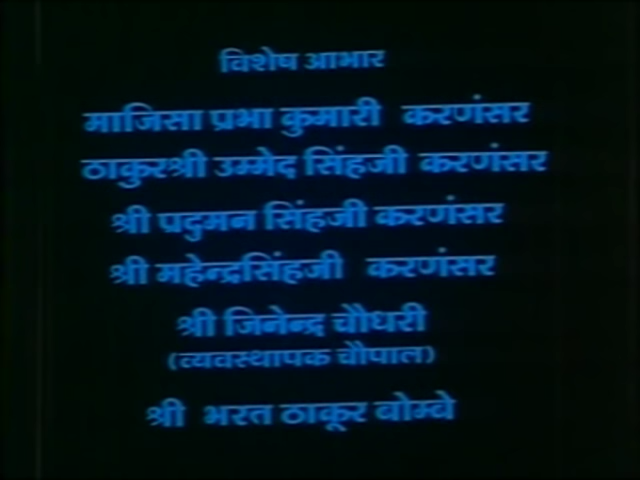 विशेष आभार
माजिसा प्रभा कुमारी करणंसर
ठाकुरश्री उम्मेद सिंहजी करणंसर
श्री प्रदुमन सिंहजी करणंसर
श्री महेन्द्रसिंहजी करणंसर
श्री जिनेन्द्र चौधरी
(व्यवस्थापक चौपाल)
श्री भरत ठाकूर बोम्बे